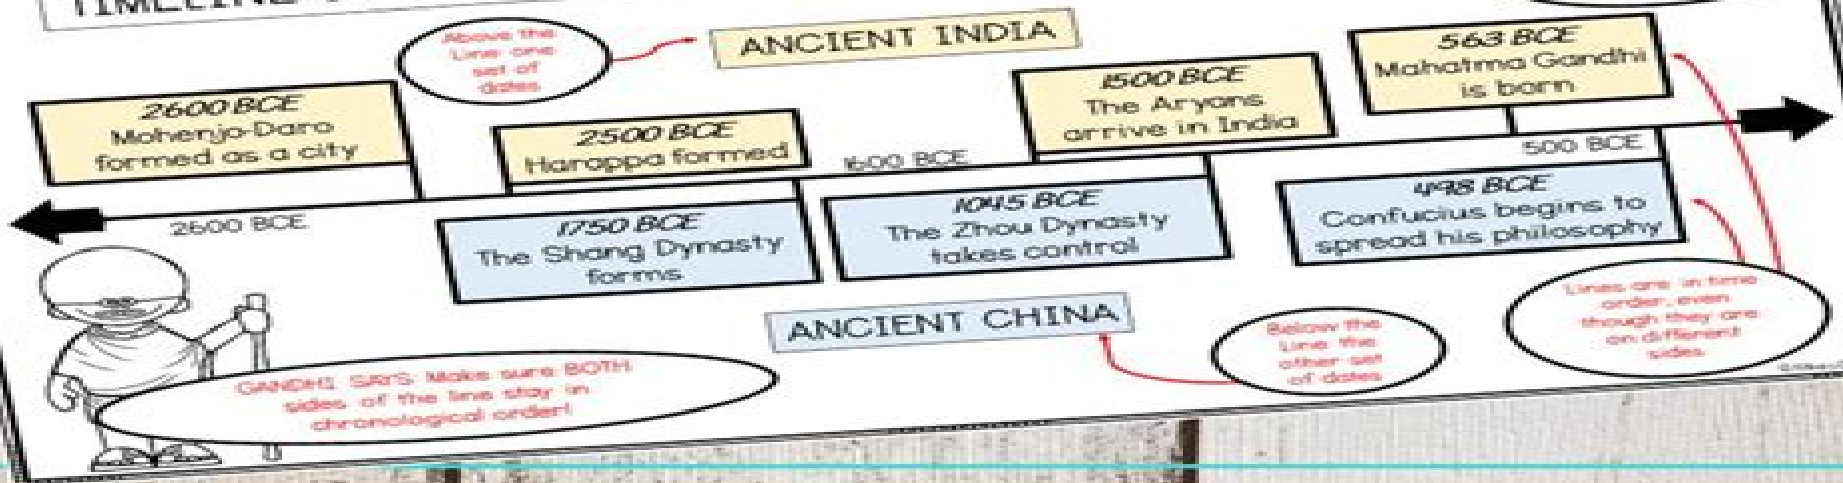 TIMELINE
Above the
Line one
set of
dates
ANCIENT INDIA
563 BCE
Mahatma Gandhi
is born
1500 BCE
The Aryans
arrive in India
2600 BCE
Mohenjo-Daro
formed as a city
2500 BCE
Harappa formed
1600 BCE
500 BCE
2600 BCE
1750 BCE
The Shang Dynasty
forms
1045 BCE
The Zhou Dynasty
takes control
498 BCE
Confucius begins to
spread his philosophy
ANCIENT CHINA
Below the
Line the
other set
of dates
Lines are in time
order, even
though they are
on different
sides
GANDHI SAYS: Make sure BOTH
sides of the line stay in
chronological order!